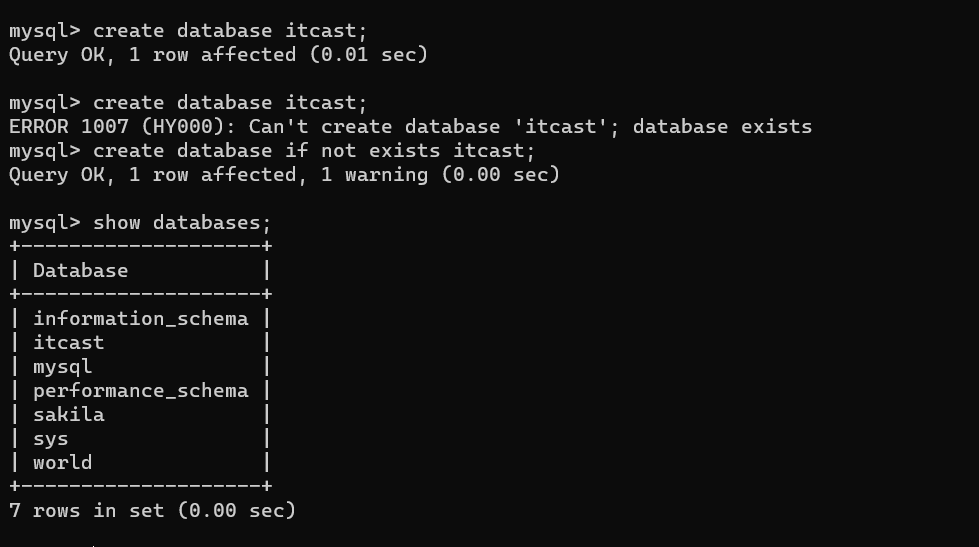 mysql> create database itcast;
Query OK, 1 row affected (0.01 sec)
mysql> create database itcast;
ERROR 1007 (HY000): Can't create database 'itcast'; database exists
mysql> create database if not exists itcast;
Query OK, 1 row affected, 1 warning (0.00 sec)
mysql> show databases;
+--------------------+
| Database           |
+--------------------+
| information_schema |
| itcast             |
| mysql              |
| performance_schema |
| sakila             |
| sys                |
| world              |
+--------------------+
7 rows in set (0.00 sec)